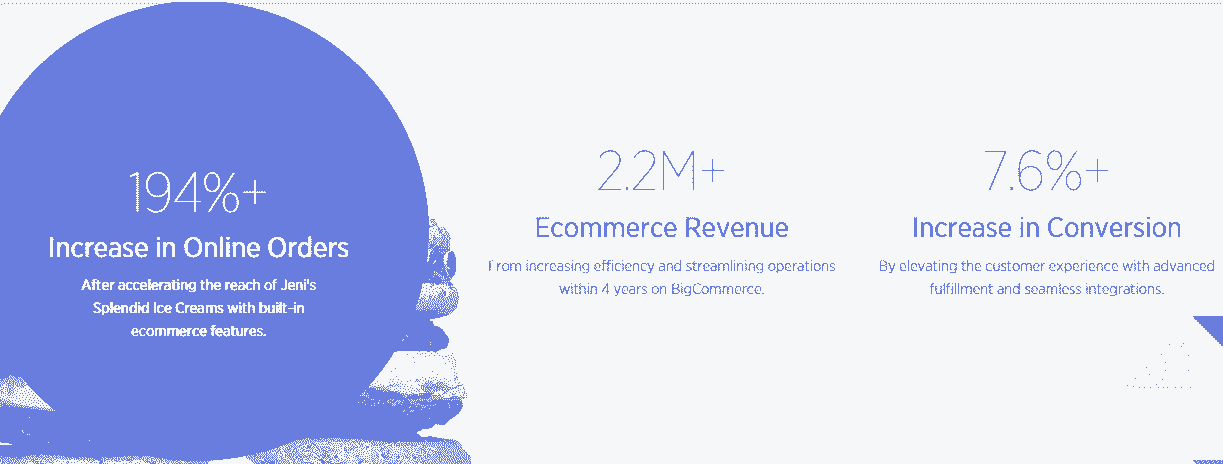 194%+
Increase in Online Orders
After accelerating the reach of Jeni's
Splendid Ice Creams with built-in
ecommerce features.
2.2M+
Ecommerce Revenue
From increasing efficiency and streamlining operations
within 4 years on BigCommerce.
7.6%+
Increase in Conversion
By elevating the customer experience with advanced
fulfillment and seamless integrations.